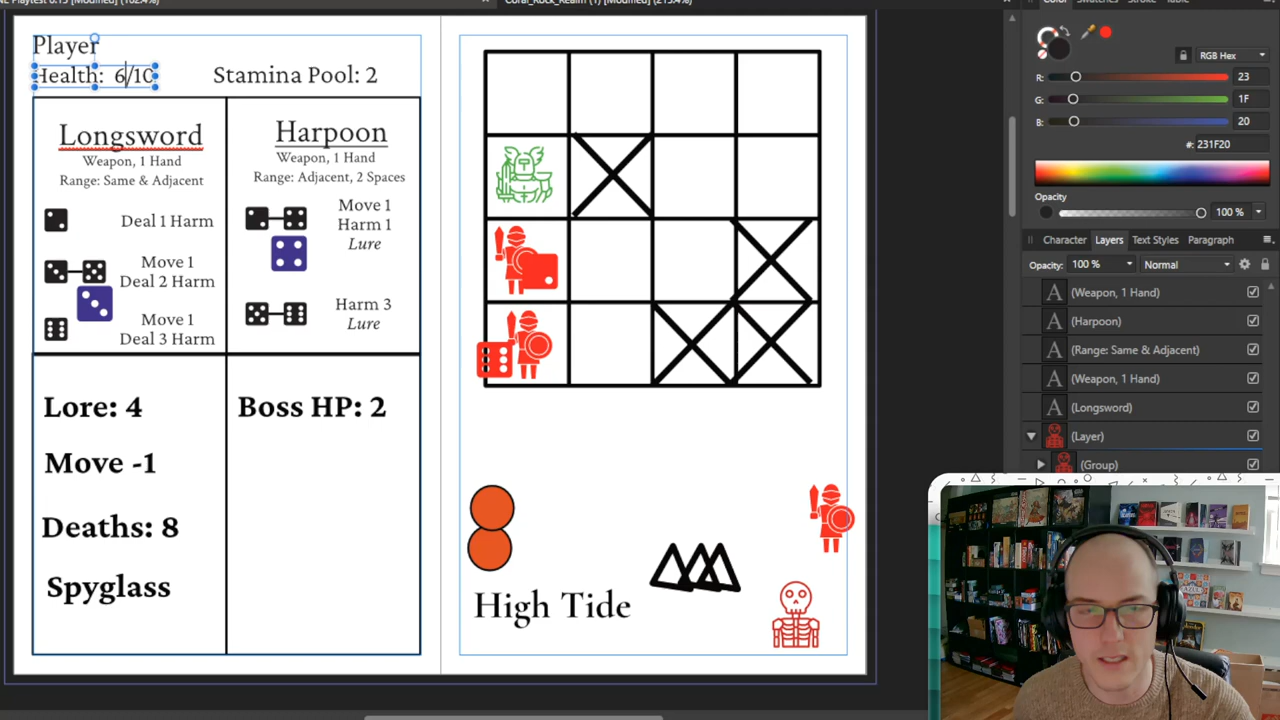 Player
Health: 6/10
Stamina Pool: 2
Longsword
Weapon, 1 Hand
Range: Same & Adjacent
Deal 1 Harm
Move 1
Deal 2 Harm
Move 1
Deal 3 Harm
Harpoon
Weapon, 1 Hand
Range: Adjacent, 2 Spaces
Move 1
Harm 1
Lure
Harm 3
Lure
Lore: 4
Move -1
Deaths: 8
Spyglass
Boss HP: 2
High Tide
RGB Hex
R: 23
G: 1F
B: 20
#: 231F20
Opacity
100 %
Character Layers Text Styles Paragraph
Opacity: 100 % Normal
(Weapon, 1 Hand)
(Harpoon)
(Range: Same & Adjacent)
(Weapon, 1 Hand)
(Longsword)
(Layer)
(Group)